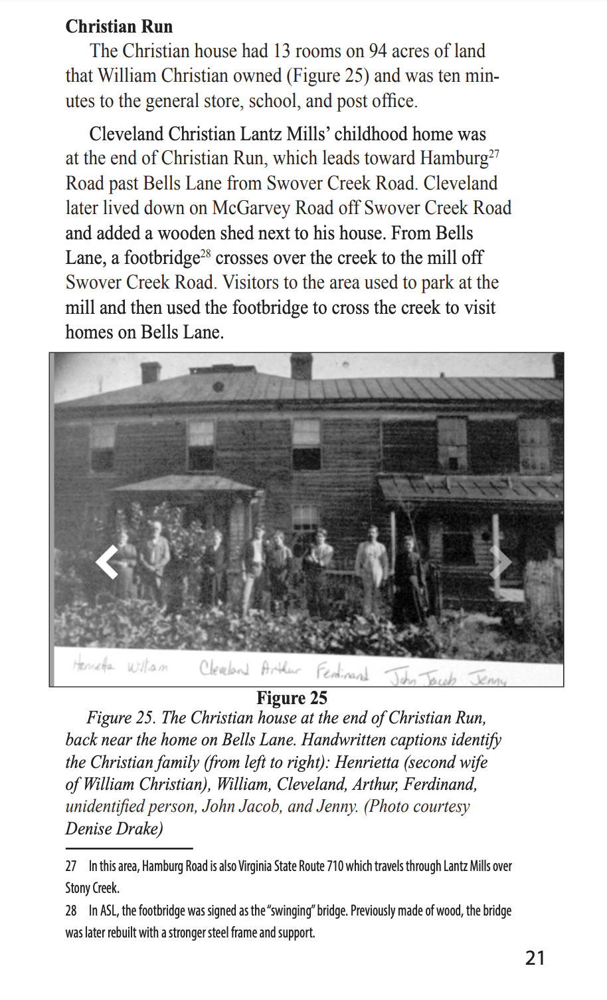 Christian Run
The Christian house had 13 rooms on 94 acres of land
that William Christian owned (Figure 25) and was ten min-
utes to the general store, school, and post office.
Cleveland Christian Lantz Mills’ childhood home was
at the end of Christian Run, which leads toward Hamburg27
Road past Bells Lane from Swover Creek Road. Cleveland
later lived down on McGarvey Road off Swover Creek Road
and added a wooden shed next to his house. From Bells
Lane, a footbridge28 crosses over the creek to the mill off
Swover Creek Road. Visitors to the area used to park at the
mill and then used the footbridge to cross the creek to visit
homes on Bells Lane.
Henrietta William Cleveland Arthur Ferdinand John Jacob Jenny
Figure 25
Figure 25. The Christian house at the end of Christian Run,
back near the home on Bells Lane. Handwritten captions identify
the Christian family (from left to right): Henrietta (second wife
of William Christian), William, Cleveland, Arthur, Ferdinand,
unidentified person, John Jacob, and Jenny. (Photo courtesy
Denise Drake)
27 In this area, Hamburg Road is also Virginia State Route 710 which travels through Lantz Mills over
Stony Creek.
28 In ASL, the footbridge was signed as the “swinging” bridge. Previously made of wood, the bridge
was later rebuilt with a stronger steel frame and support.
21